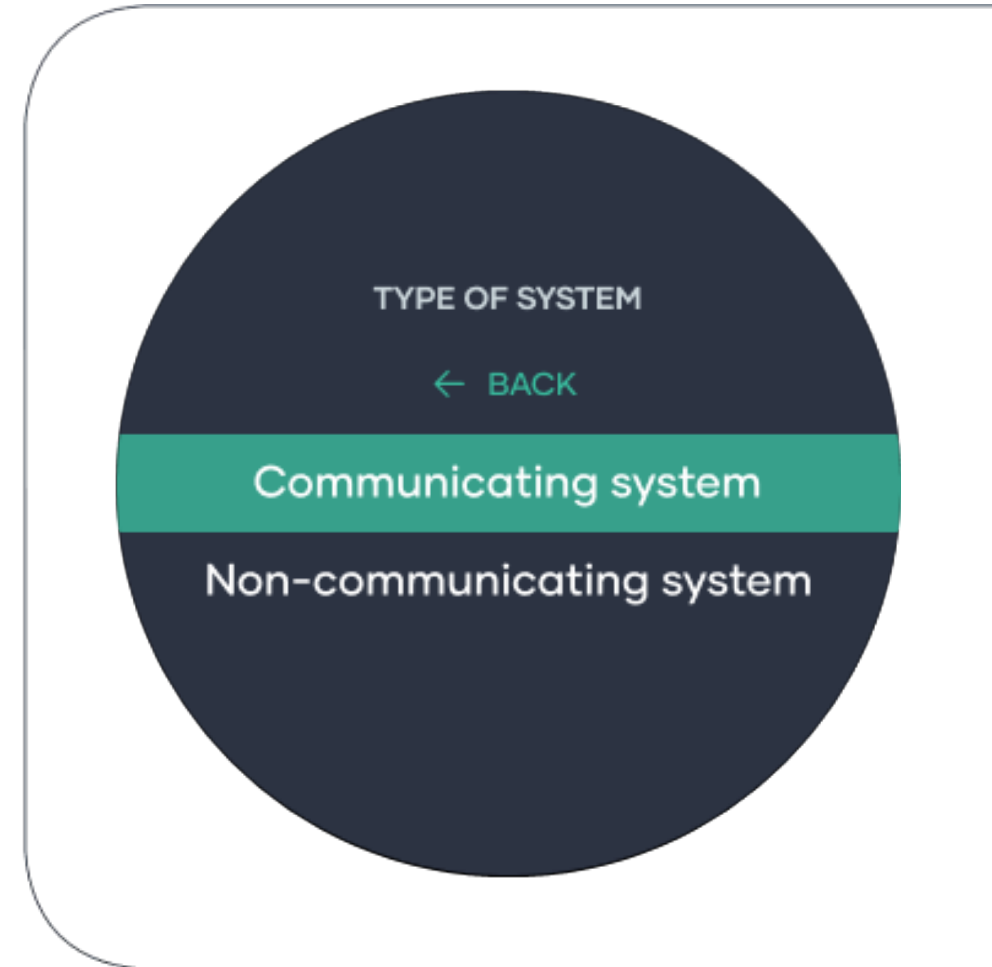 TYPE OF SYSTEM
← BACK
Communicating system
Non-communicating system